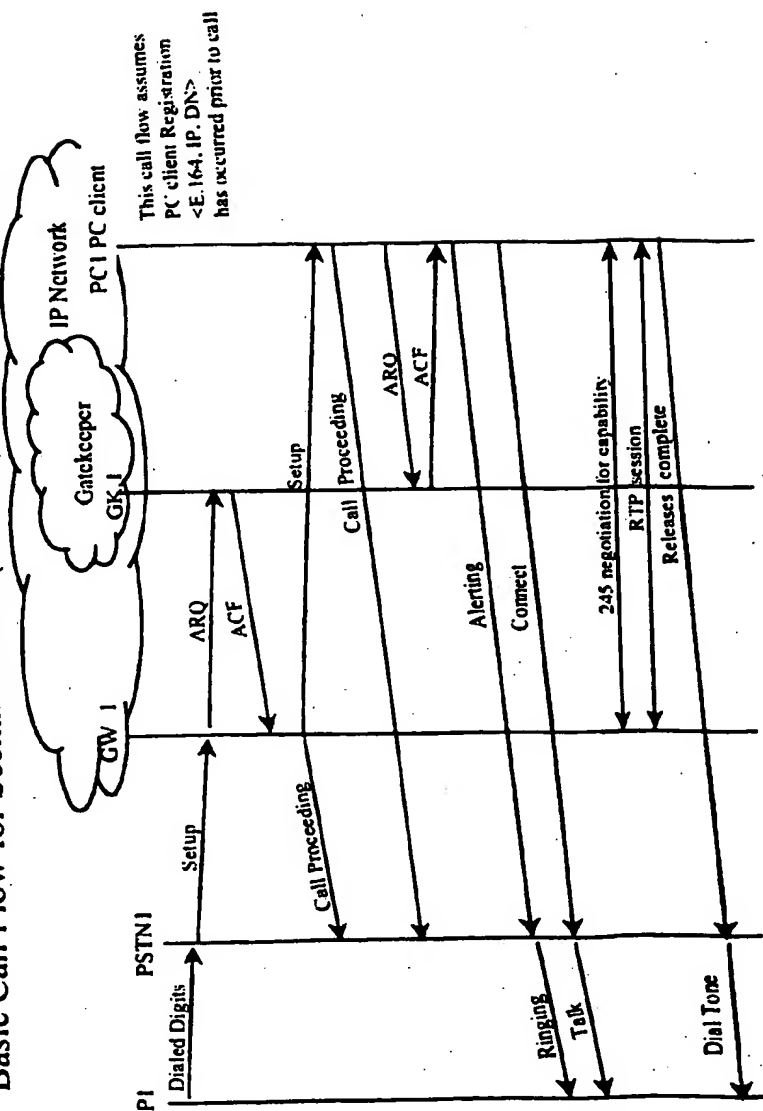 Basic Call Flow for
IP Network
Gatekeeper
GK 1
PC1 PC client
GW 1
This call flow assumes
PC client Registration
<E.164. IP. DN>
has occurred prior to call
P1
PSTN1
Dialed Digits
Setup
ARQ
ACF
Setup
Call Proceeding
Call Proceeding
ARQ
ACF
Alerting
Connect
Ringing
Talk
245 negotiation for capability
RTP session
Releases complete
Dial Tone